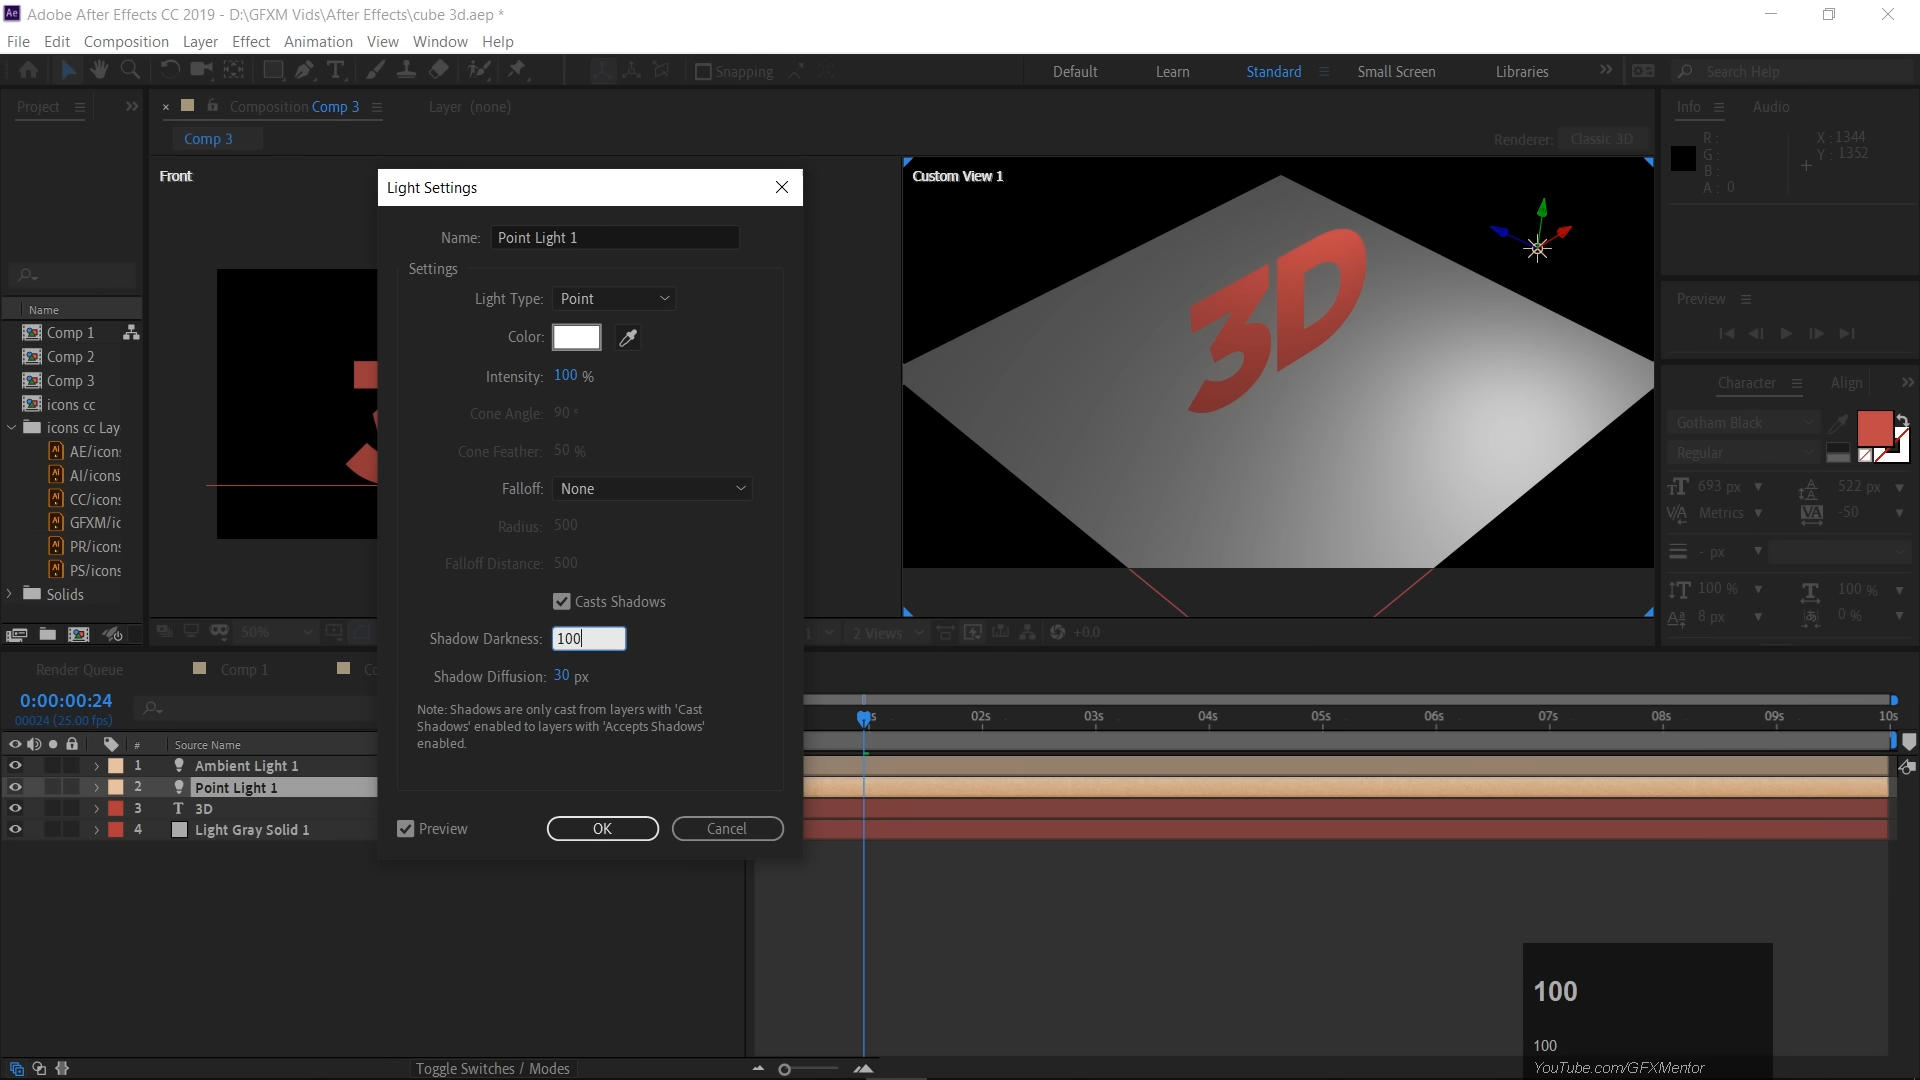 Adobe After Effects CC 2019 - D:\GFXM Vids\After Effects\cube 3d.aep *
File Edit Composition Layer Effect Animation View Window Help
Snapping Default Learn Standard Small Screen Libraries Search Help
Project Composition Comp 3 Layer (none) Info Audio
Comp 3 Renderer: Classic 3D
R :
G :
B :
A : 0
X : 1344
Y : 1352
Front
Custom View 1
3D
Light Settings
Name: Point Light 1
Settings
Light Type: Point
Color:
Intensity: 100 %
Cone Angle: 90 °
Cone Feather: 50 %
Falloff: None
Radius: 500
Falloff Distance: 500
Casts Shadows
Shadow Darkness: 100
Shadow Diffusion: 30 px
Note: Shadows are only cast from layers with 'Cast
Shadows' enabled to layers with 'Accepts Shadows'
enabled.
Preview OK Cancel
Name
Comp 1
Comp 2
Comp 3
icons cc
icons cc Lay
AE/icon
AI/icons
CC/icons
GFXM/ic
PR/icons
PS/icons
Solids
Preview
Character Align
Gotham Black
Regular
693 px 522 px
Metrics -50
- px
100 % 100 %
8 px 0 %
50% 2 Views +0.0
Render Queue Comp 1 Co
0:00:00:24
00024 (25.00 fps)
# Source Name
1 Ambient Light 1
2 Point Light 1
3 T 3D
4 Light Gray Solid 1
02s 03s 04s 05s 06s 07s 08s 09s 10s
Toggle Switches / Modes
100
100
YouTube.com/GFXMentor